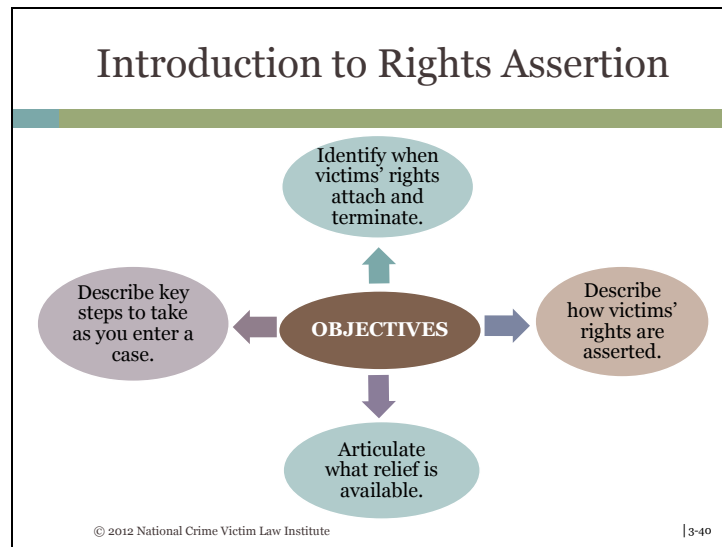 Introduction to Rights Assertion
Identify when
victims' rights
attach and
terminate.
Describe key
steps to take
as you enter a
case.
OBJECTIVES
Describe
how victims'
rights are
asserted.
Articulate
what relief is
available.
© 2012 National Crime Victim Law Institute
|3-40